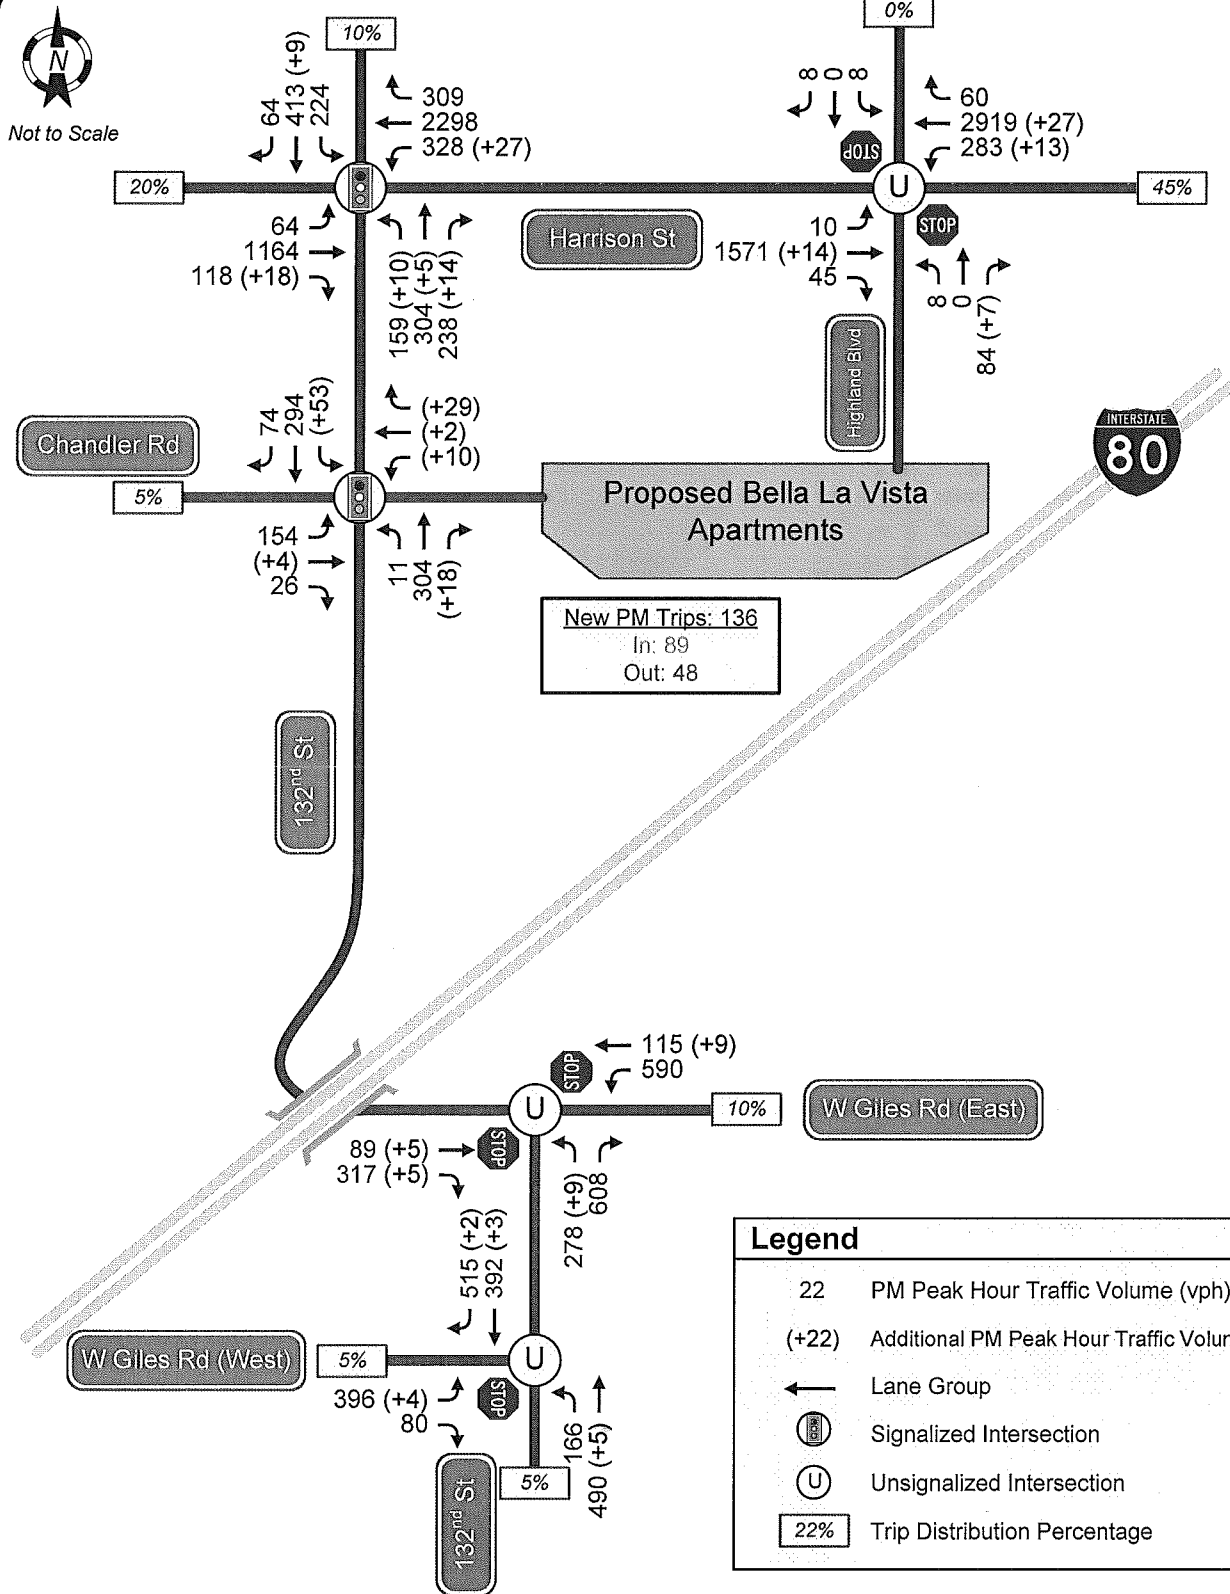 N
Not to Scale
10%
0%
64
413 (+9)
224
309
2298
328 (+27)
8
0
8
60
2919 (+27)
283 (+13)
STOP
20%
U
45%
64
1164
118 (+18)
159 (+10)
304 (+5)
238 (+14)
Harrison St
10
1571 (+14)
45
STOP
8
0
84 (+7)
Highland Blvd
Chandler Rd
74
294
(+53)
(+29)
(+2)
(+10)
INTERSTATE
80
5%
Proposed Bella La Vista
Apartments
154
(+4)
26
11
304
(+18)
New PM Trips: 136
In: 89
Out: 48
132nd St
115 (+9)
590
STOP
U
10%
W Giles Rd (East)
89 (+5)
317 (+5)
STOP
278 (+9)
608
515 (+2)
392 (+3)
W Giles Rd (West)
5%
U
396 (+4)
80
STOP
166
490 (+5)
5%
132nd St
Legend
22 PM Peak Hour Traffic Volume (vph)
(+22) Additional PM Peak Hour Traffic Volu
Lane Group
Signalized Intersection
U Unsignalized Intersection
22% Trip Distribution Percentage